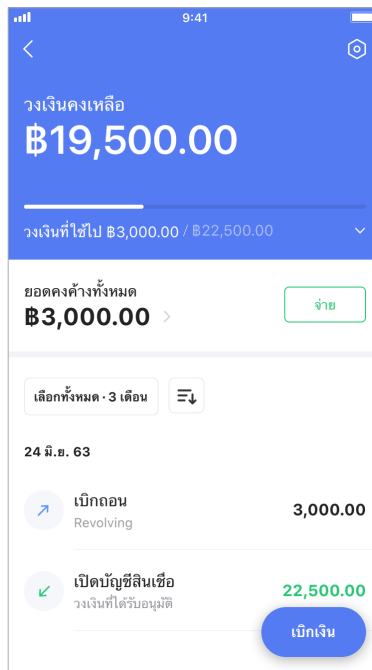 9:41
วงเงินคงเหลือ
฿19,500.00
วงเงินที่ใช้ไป ฿3,000.00 / ฿22,500.00
ยอดคงค้างทั้งหมด
฿3,000.00
จ่าย
เลือกทั้งหมด · 3 เดือน
24 มิ.ย. 63
เบิกถอน
3,000.00
Revolving
เปิดบัญชีสินเชื่อ
22,500.00
วงเงินที่ได้รับอนุมัติ
เบิกเงิน